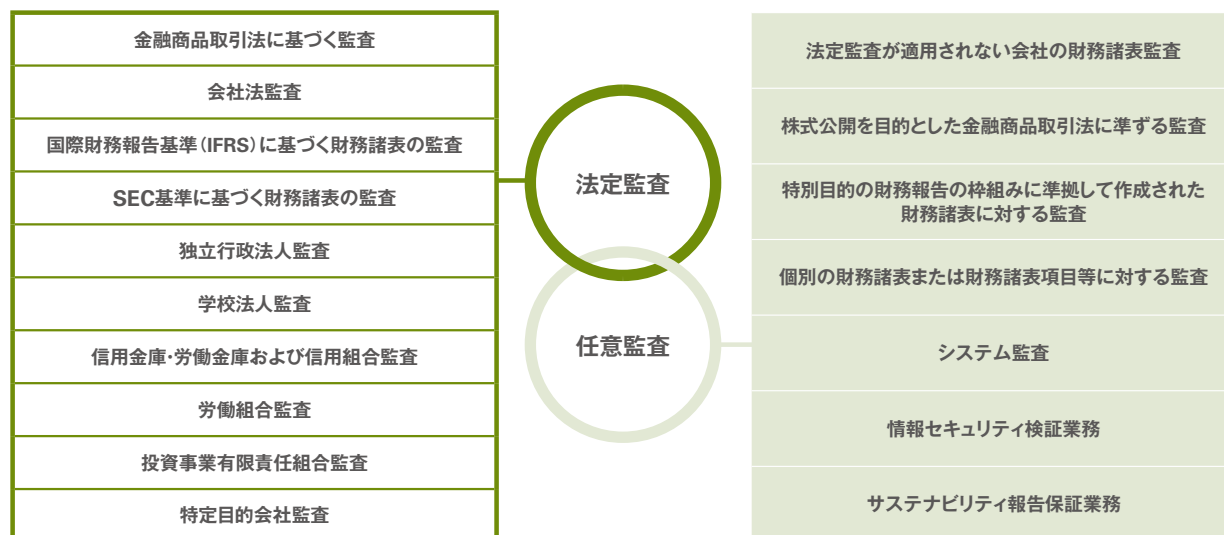 金融商品取引法に基づく監査
会社法監査
国際財務報告基準（IFRS）に基づく財務諸表の監査
SEC基準に基づく財務諸表の監査
独立行政法人監査
学校法人監査
信用金庫・労働金庫および信用組合監査
労働組合監査
投資事業有限責任組合監査
特定目的会社監査
法定監査
任意監査
法定監査が適用されない会社の財務諸表監査
株式公開を目的とした金融商品取引法に準ずる監査
特別目的の財務報告の枠組みに準拠して作成された
財務諸表に対する監査
個別の財務諸表または財務諸表項目等に対する監査
システム監査
情報セキュリティ検証業務
サステナビリティ報告保証業務